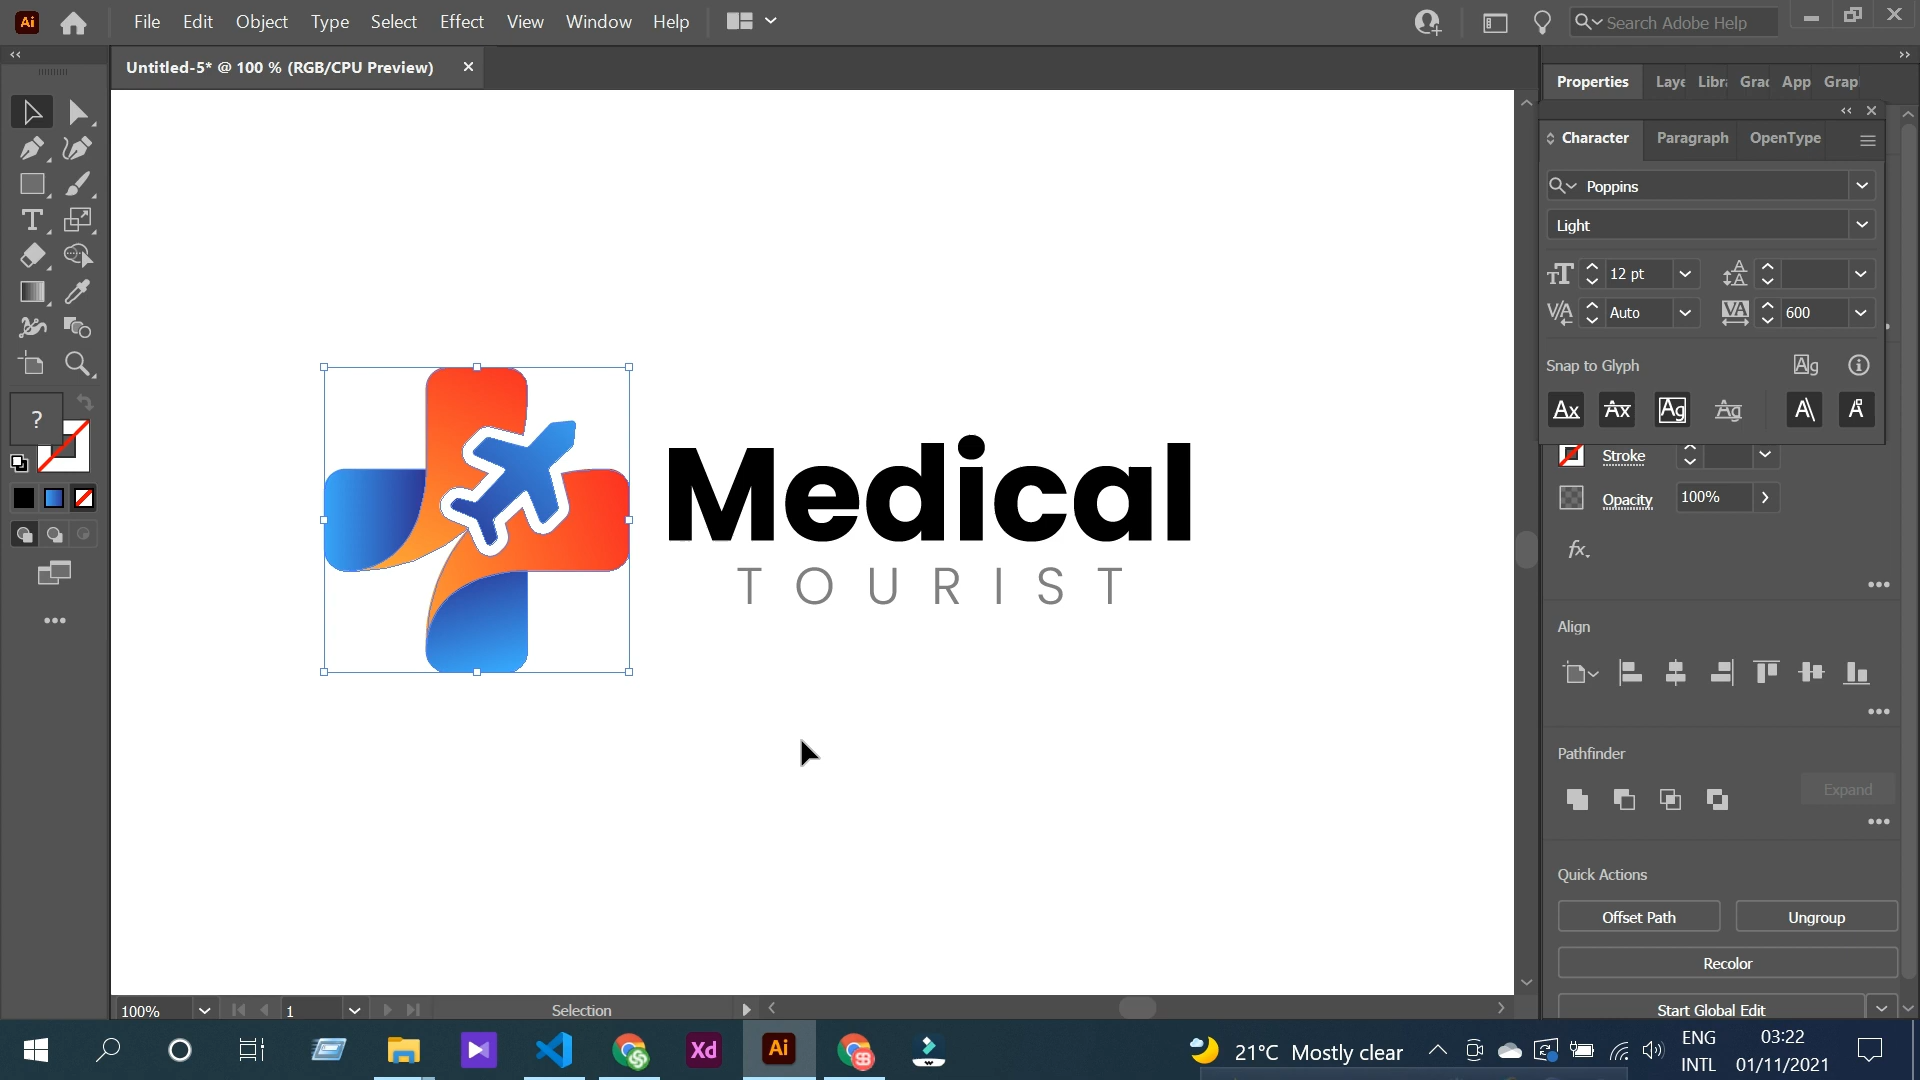 Ai File Edit Object Type Select Effect View Window Help Search Adobe Help
Untitled-5* @ 100 % (RGB/CPU Preview)
Properties Laye Libra Grac App Grap
Character Paragraph OpenType
Poppins
Light
12 pt
Auto 600
Snap to Glyph
Stroke
Opacity 100%
fx.
Align
Pathfinder
Expand
Quick Actions
Offset Path Ungroup
Recolor
Start Global Edit
?
Medical
TOURIST
100% 1 Selection
Xd Ai 21°C Mostly clear ENG 03:22
INTL 01/11/2021